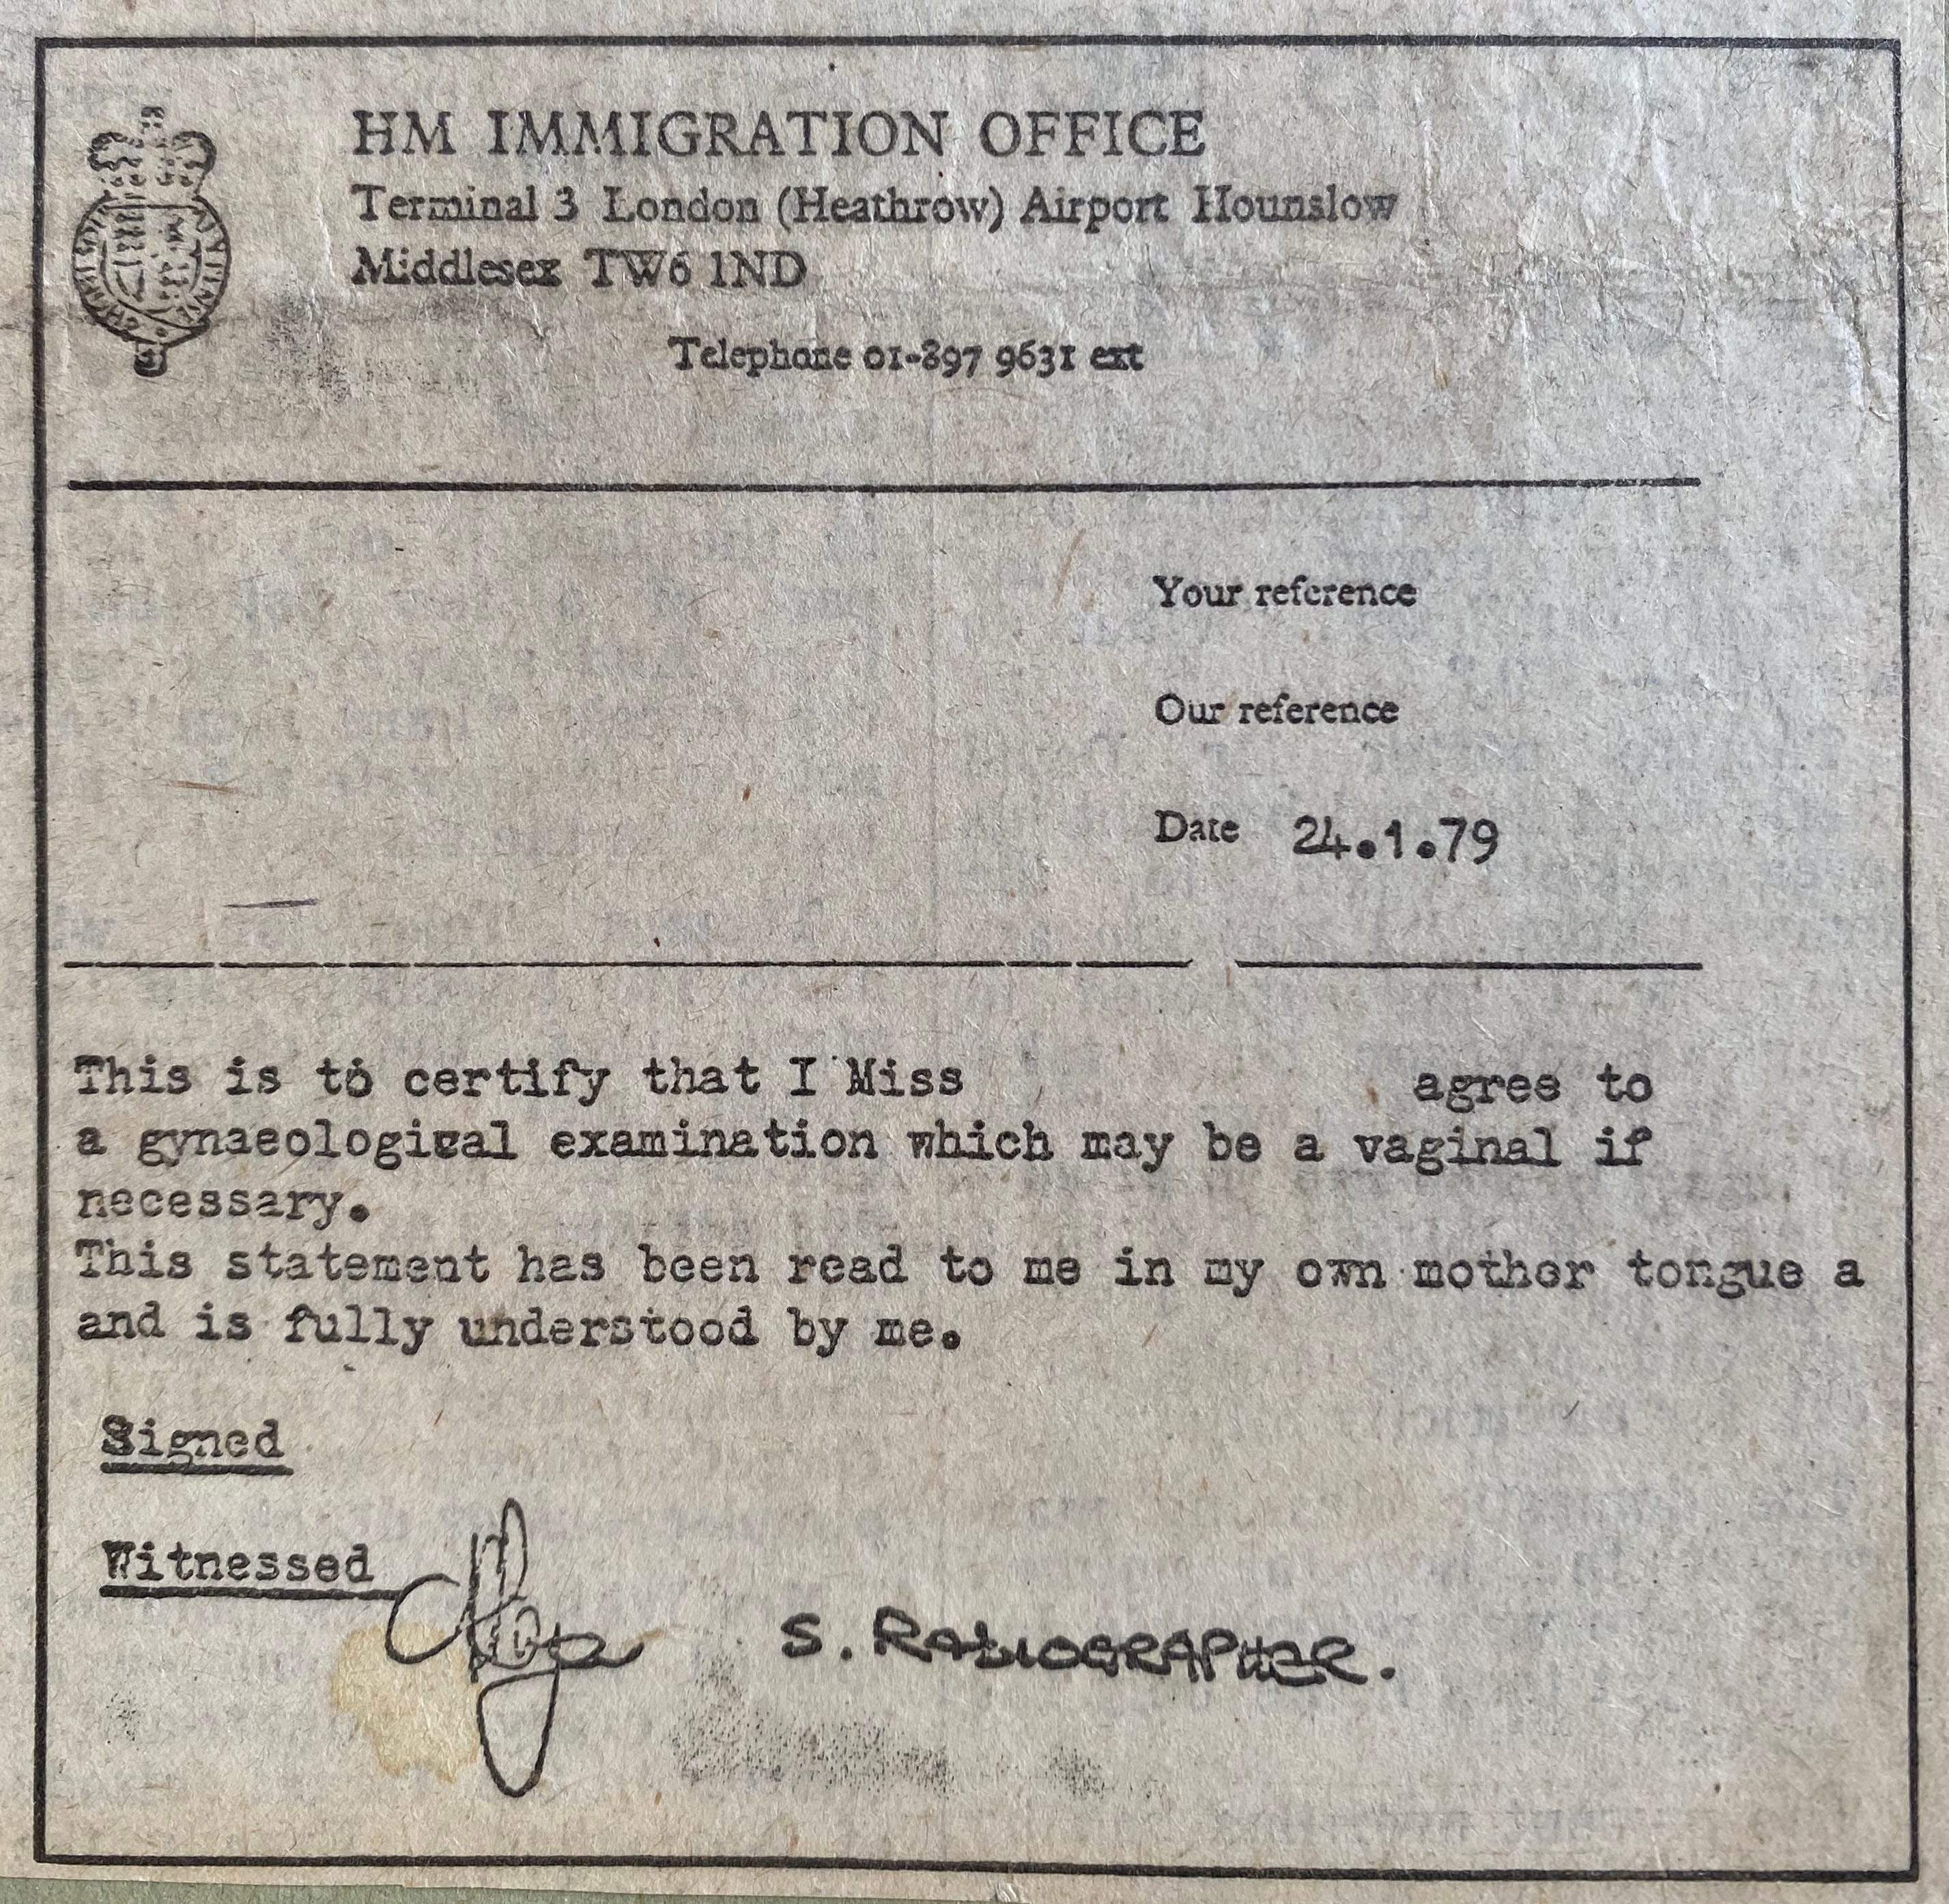 HM IMMIGRATION OFFICE
Terminal 3 London (Heathrow) Airport Hounslow
Middlesex TW6 1ND
Telephone 01-897 9631 ext
Your reference
Our reference
Date 24.1.79
This is to certify that I Miss agree to
a gynaeological examination which may be a vaginal if
necessary.
This statement has been read to me in my own mother tongue a
and is fully understood by me.
Signed
Witnessed
S. RADIOGRAPHER.